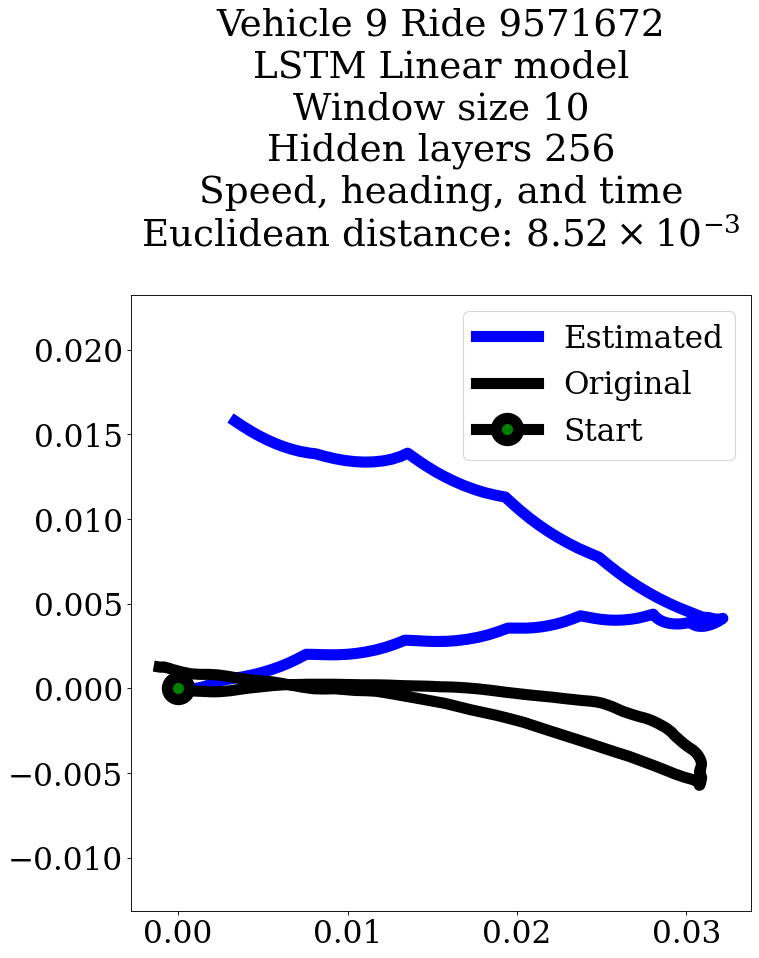 Vehicle 9 Ride 9571672
LSTM Linear model
Window size 10
Hidden layers 256
Speed, heading, and time
Euclidean distance: 8.52 × 10⁻³
Estimated
Original
Start
0.020
0.015
0.010
0.005
0.000
−0.005
−0.010
0.00 0.01 0.02 0.03